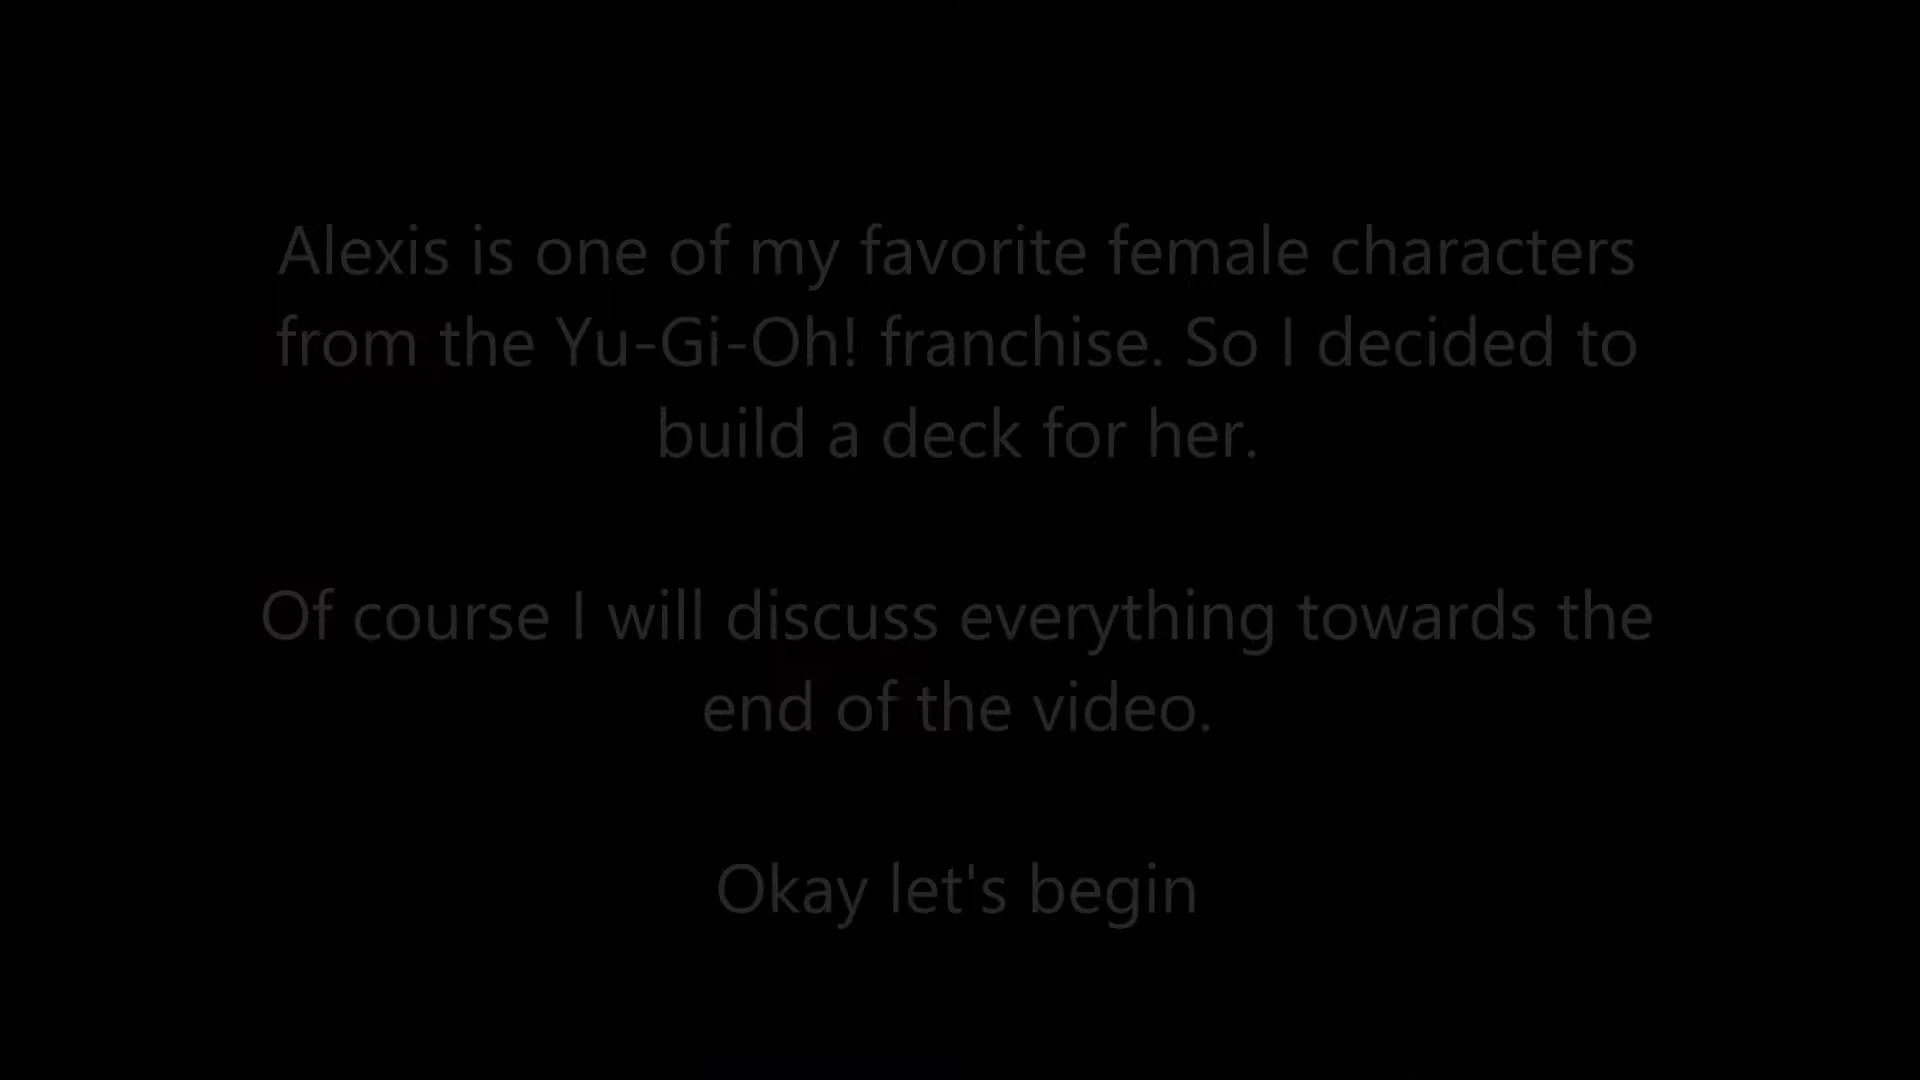 Alexis is one of my favorite female characters
from the Yu-Gi-Oh! franchise. So I decided to
build a deck for her.
Of course I will discuss everything towards the
end of the video.
Okay let's begin